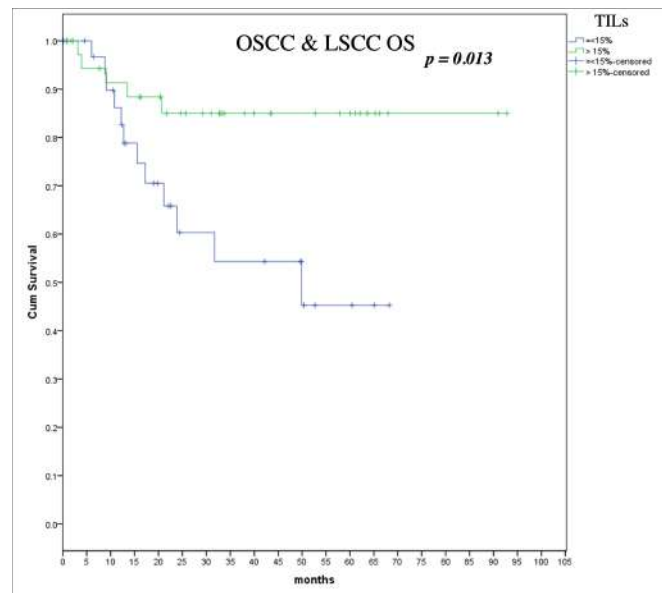 TILs
=<15%
> 15%
=<15%-censored
> 15%-censored
OSCC & LSCC OS
p = 0.013
Cum Survival
1.0
0.9
0.8
0.7
0.6
0.5
0.4
0.3
0.2
0.1
0.0
0 5 10 15 20 25 30 35 40 45 50 55 60 65 70 75 80 85 90 95 100 105
months